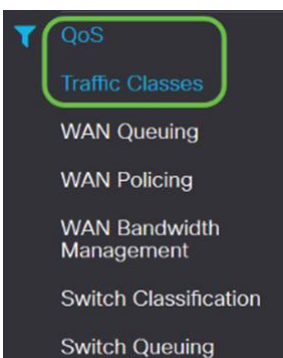 QoS
Traffic Classes
WAN Queuing
WAN Policing
WAN Bandwidth
Management
Switch Classification
Switch Queuing